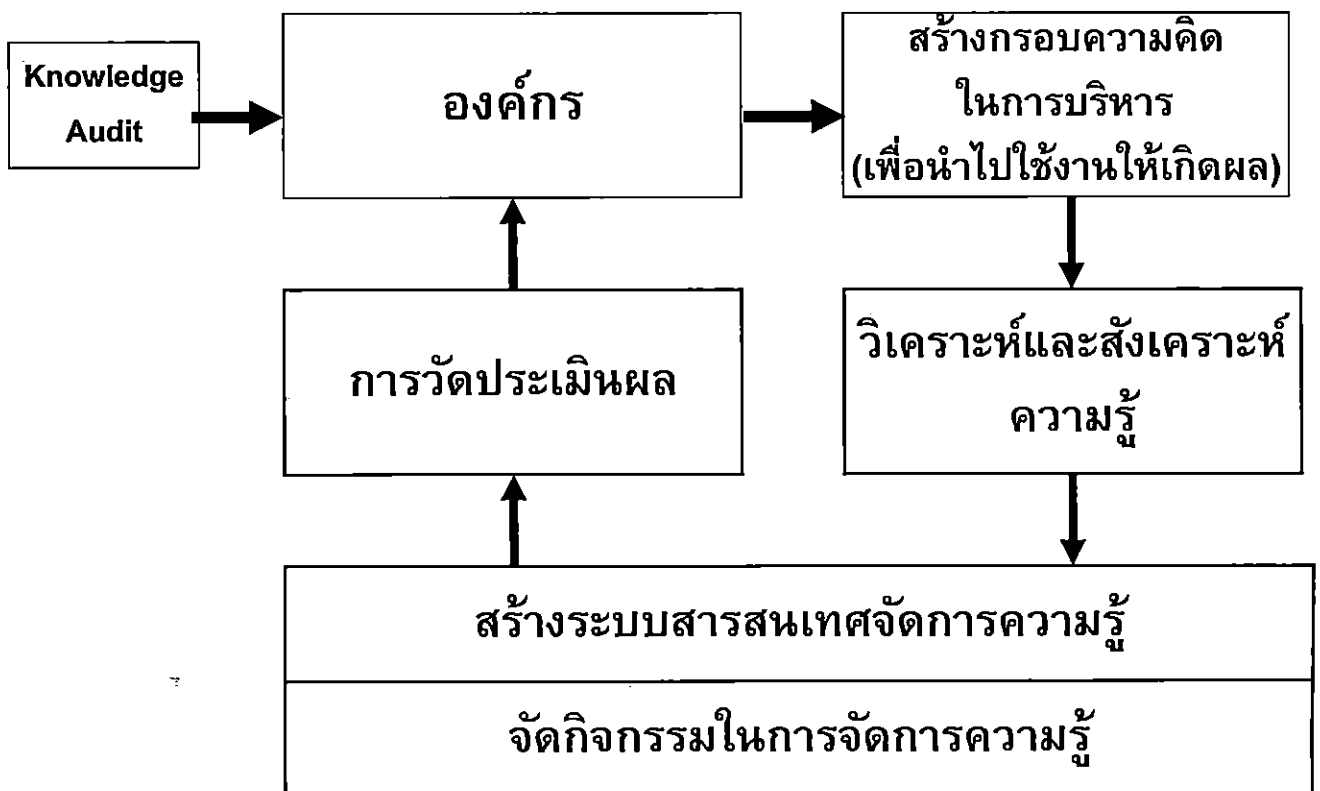 Knowledge
Audit
องค์กร
สร้างกรอบความคิด
ในการบริหาร
(เพื่อนำไปใช้งานให้เกิดผล)
การวัดประเมินผล
วิเคราะห์และสังเคราะห์
ความรู้
สร้างระบบสารสนเทศจัดการความรู้
จัดกิจกรรมในการจัดการความรู้